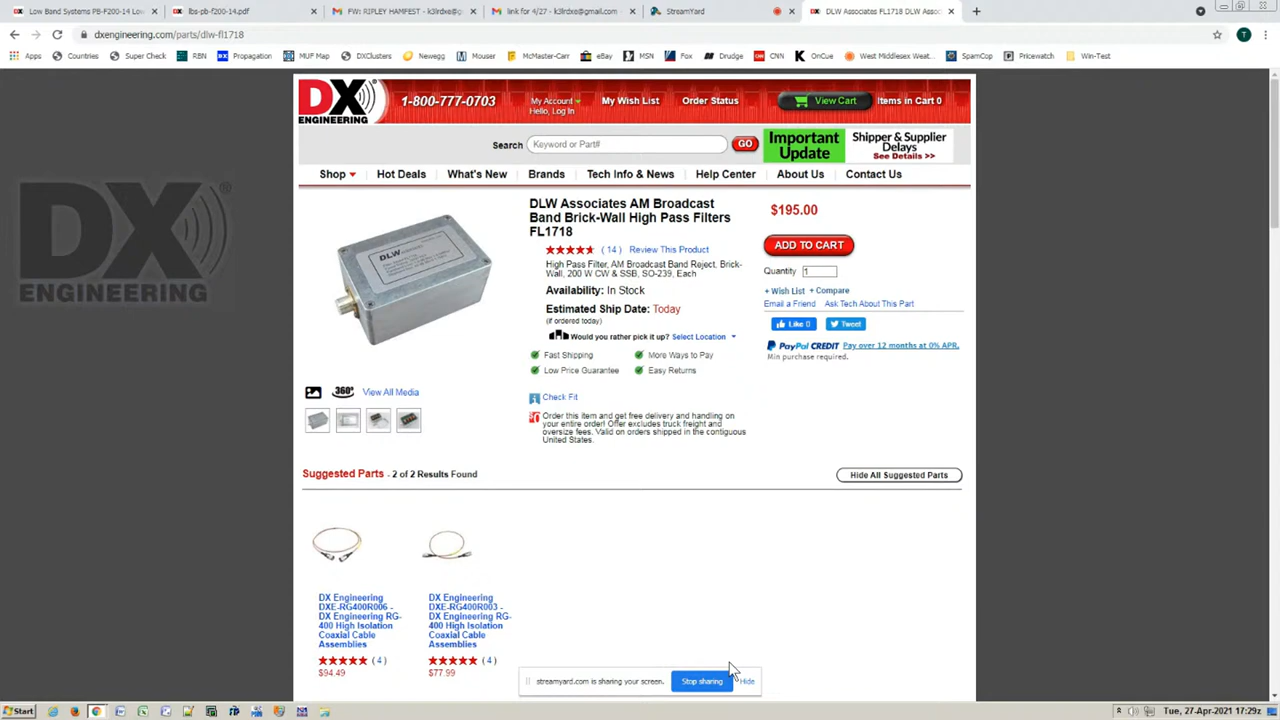 Low Band Systems PB-F200-14 Lo
lbs-pb-f200-14.pdf
FW: RIPLEY HAMFEST - k3lrdxe@g
link for 4/27 - k3lrdxe@gmail.com
StreamYard
DLW Associates FL1718 DLW Asso
dxengineering.com/parts/dlw-fl1718
T
Up Ahead
Countries
Super Check
RBN
Propagation
MUF Map
DXClusters
Newegg
Mouser
McMaster-Carr
eBay
MSN
Fox
Drudge
CNN
OnCue
West Middlesex Weat...
SpamCop
Pricewatch
Win-Test
DX
ENGINEERING
1-800-777-0703
My Account
Hello, Log In
My Wish List
Order Status
View Cart
Items in Cart 0
Search
Keyword or Part#
GO
Important
Update
Shipper & Supplier
Delays
See Details >>
Shop
Hot Deals
What's New
Brands
Tech Info & News
Help Center
About Us
Contact Us
DX
ENGINEERING
DLW
DLW Associates AM Broadcast
Band Brick-Wall High Pass Filters
FL1718
( 14 ) Review This Product
High Pass Filter, AM Broadcast Band Reject, Brick-
Wall, 200 W CW & SSB, SO-239, Each
Availability: In Stock
Estimated Ship Date: Today
(if ordered today)
Would you rather pick it up? Select Location
Fast Shipping
More Ways to Pay
Low Price Guarantee
Easy Returns
Check Fit
Order this item and get free delivery and handling on
your entire order! Offer excludes truck freight and
oversize fees. Valid on orders shipped in the contiguous
United States.
$195.00
ADD TO CART
Quantity 1
+ Wish List + Compare
Email a Friend Ask Tech About This Part
Like 0
Tweet
PayPal CREDIT Pay over 12 months at 0% APR.
Min purchase required.
360°
View All Media
Suggested Parts - 2 of 2 Results Found
Hide All Suggested Parts
DX Engineering
DXE-RG400R006 -
DX Engineering RG-
400 High Isolation
Coaxial Cable
Assemblies
( 4 )
$94.49
DX Engineering
DXE-RG400R003 -
DX Engineering RG-
400 High Isolation
Coaxial Cable
Assemblies
( 4 )
$77.99
streamyard.com is sharing your screen.
Stop sharing
Hide
Start
Tue, 27-Apr-2021 17:29z